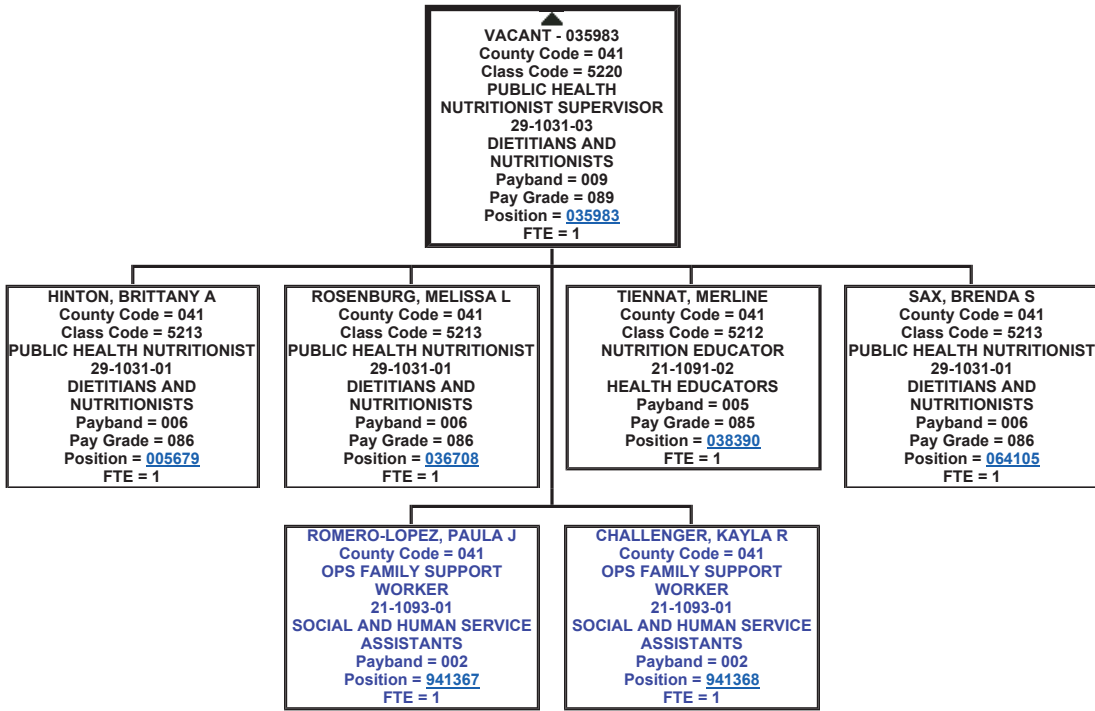 VACANT - 035983
County Code = 041
Class Code = 5220
PUBLIC HEALTH
NUTRITIONIST SUPERVISOR
29-1031-03
DIETITIANS AND
NUTRITIONISTS
Payband = 009
Pay Grade = 089
Position = 035983
FTE = 1
HINTON, BRITTANY A
County Code = 041
Class Code = 5213
PUBLIC HEALTH NUTRITIONIST
29-1031-01
DIETITIANS AND
NUTRITIONISTS
Payband = 006
Pay Grade = 086
Position = 005679
FTE = 1
ROSENBURG, MELISSA L
County Code = 041
Class Code = 5213
PUBLIC HEALTH NUTRITIONIST
29-1031-01
DIETITIANS AND
NUTRITIONISTS
Payband = 006
Pay Grade = 086
Position = 036708
FTE = 1
TIENNAT, MERLINE
County Code = 041
Class Code = 5212
NUTRITION EDUCATOR
21-1091-02
HEALTH EDUCATORS
Payband = 005
Pay Grade = 085
Position = 038390
FTE = 1
SAX, BRENDA S
County Code = 041
Class Code = 5213
PUBLIC HEALTH NUTRITIONIST
29-1031-01
DIETITIANS AND
NUTRITIONISTS
Payband = 006
Pay Grade = 086
Position = 064105
FTE = 1
ROMERO-LOPEZ, PAULA J
County Code = 041
OPS FAMILY SUPPORT
WORKER
21-1093-01
SOCIAL AND HUMAN SERVICE
ASSISTANTS
Payband = 002
Position = 941367
FTE = 1
CHALLENGER, KAYLA R
County Code = 041
OPS FAMILY SUPPORT
WORKER
21-1093-01
SOCIAL AND HUMAN SERVICE
ASSISTANTS
Payband = 002
Position = 941368
FTE = 1